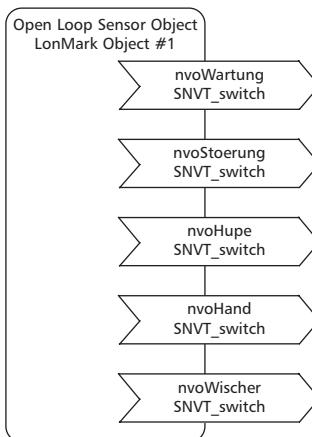 Open Loop Sensor Object
LonMark Object #1
nvoWartung
SNVT_switch
nvoStoerung
SNVT_switch
nvoHupe
SNVT_switch
nvoHand
SNVT_switch
nvoWischer
SNVT_switch